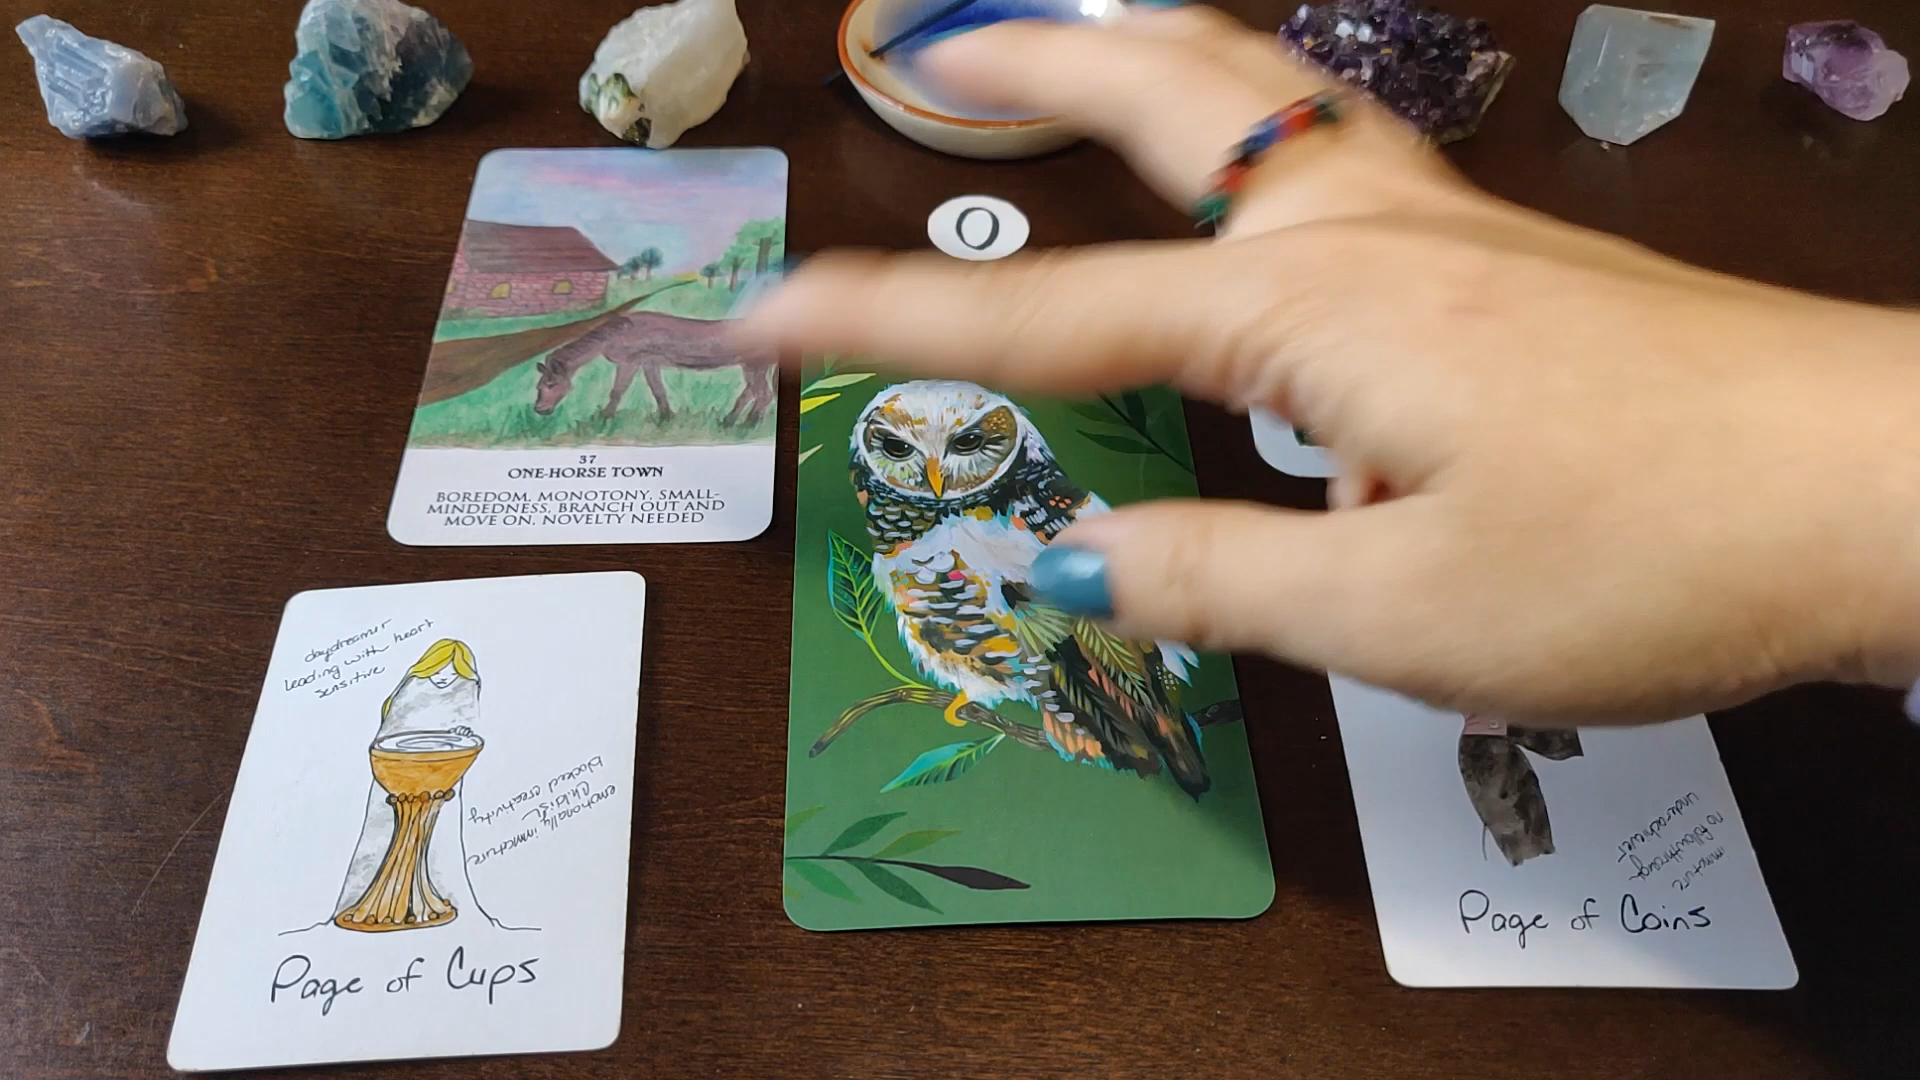 O
37
ONE-HORSE TOWN
BOREDOM, MONOTONY, SMALL-
MINDEDNESS, BRANCH OUT AND
MOVE ON, NOVELTY NEEDED
daydreamer
leading with heart
sensitive
emotionally immature
childish
blocked creativity
Page of Cups
immature
no followthrough
underachiever
Page of Coins